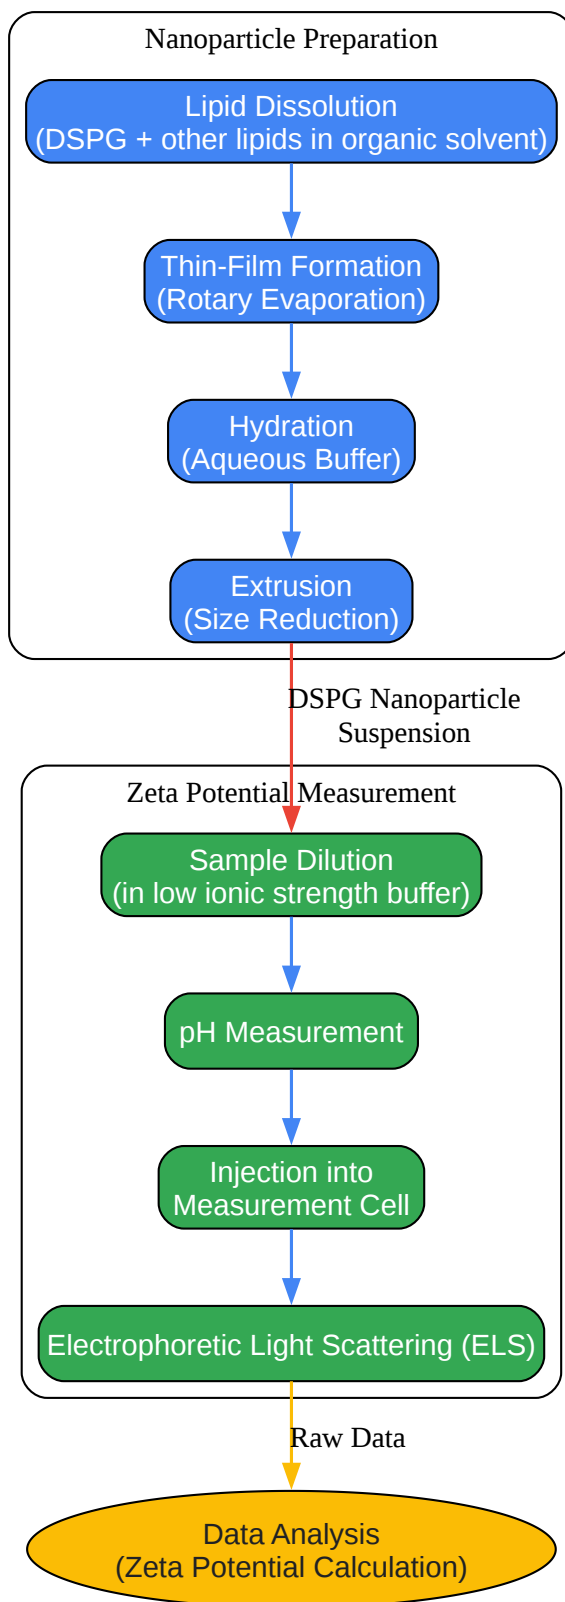 Nanoparticle Preparation
Lipid Dissolution
(DSPG + other lipids in organic solvent)
Thin-Film Formation
(Rotary Evaporation)
Hydration
(Aqueous Buffer)
Extrusion
(Size Reduction)
DSPG Nanoparticle
Suspension
Zeta Potential Measurement
Sample Dilution
(in low ionic strength buffer)
pH Measurement
Injection into
Measurement Cell
Electrophoretic Light Scattering (ELS)
Raw Data
Data Analysis
(Zeta Potential Calculation)